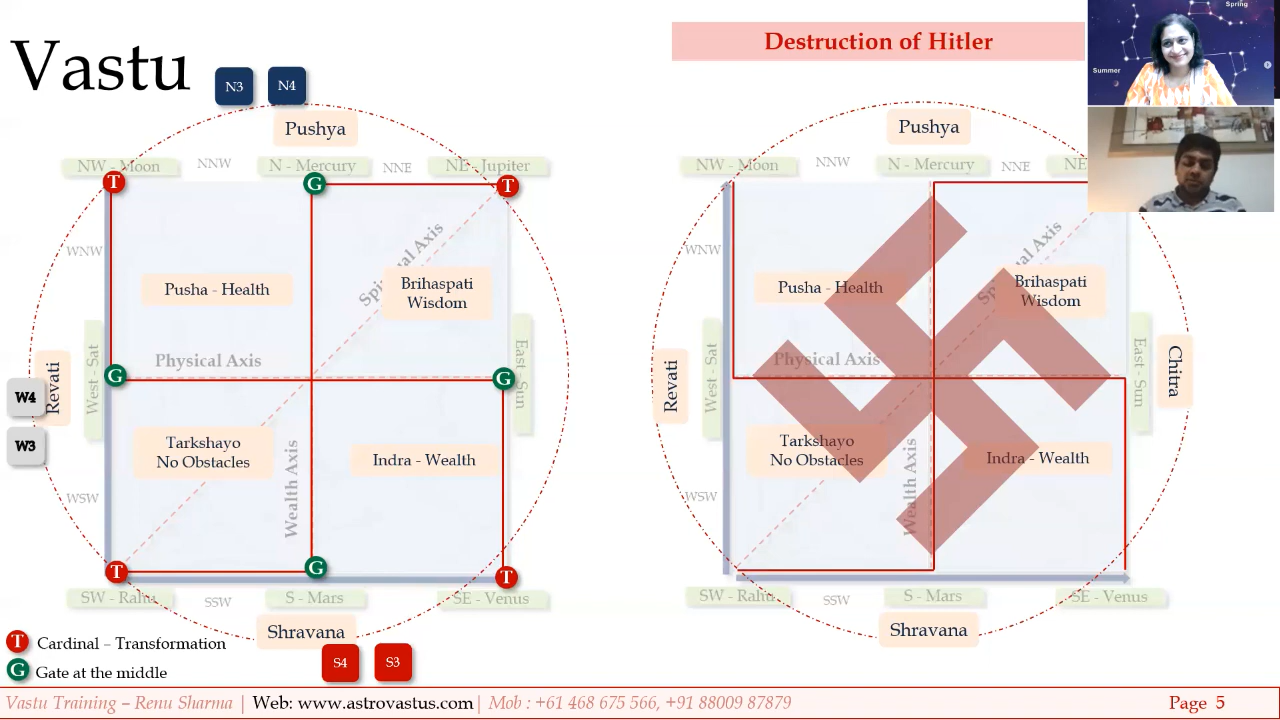 Vastu
N3
N4
Destruction of Hitler
Spring
Summer
Pushya
NW - Moon
NNW
N - Mercury
NNE
NE - Jupiter
T
G
T
WNW
Spiritual Axis
Pusha - Health
Brihaspati
Wisdom
Physical Axis
G
G
Revati
West - Sat
East - Sun
W4
W3
Tarkshayo
No Obstacles
Wealth Axis
Indra - Wealth
WSW
T
G
T
SW - Rahu
SSW
S - Mars
SE - Venus
Shravana
S4
S3
Pushya
NW - Moon
NNW
N - Mercury
NNE
NE
WNW
al Axis
Pusha - Health
Brihaspati
Wisdom
Physical Axis
Revati
West - Sat
East - Sun
Chitra
Tarkshayo
No Obstacles
Wealth Axis
Indra - Wealth
WSW
SW - Rahu
SSW
S - Mars
SE - Venus
Shravana
T Cardinal – Transformation
G Gate at the middle
Vastu Training – Renu Sharma | Web: www.astrovastus.com | Mob : +61 468 675 566, +91 88009 87879
Page 5